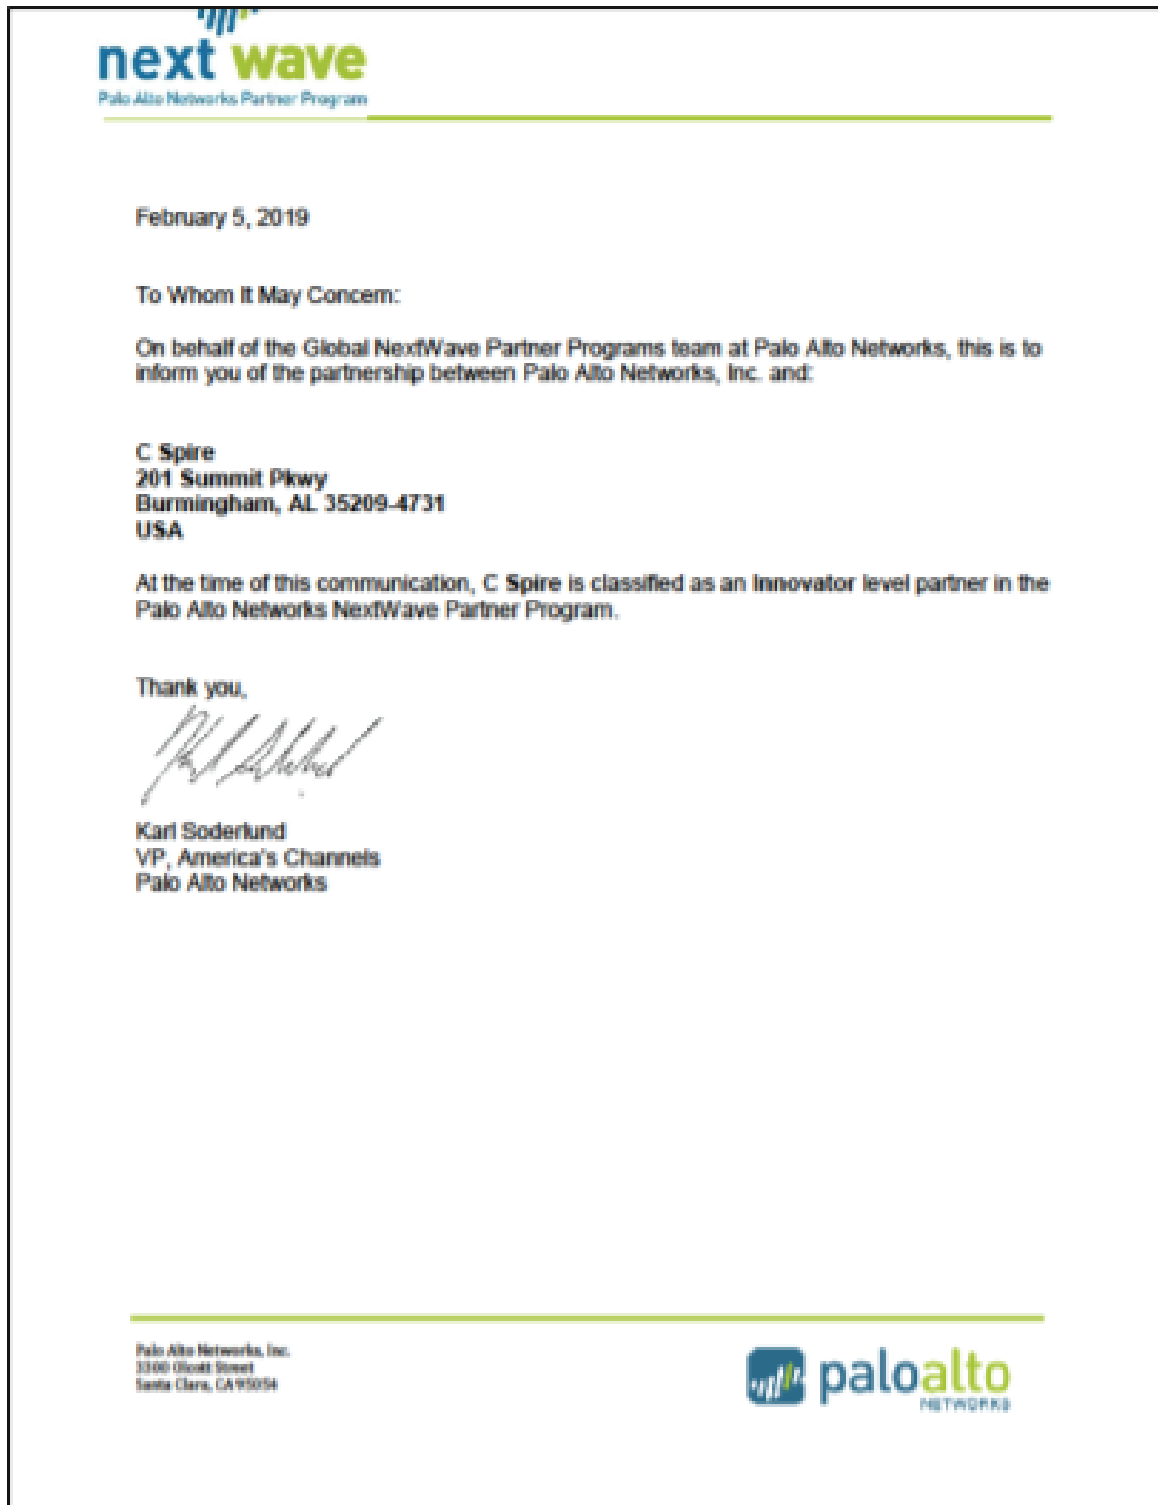 next wave
Palo Alto Networks Partner Program
February 5, 2019
To Whom It May Concern:
On behalf of the Global NextWave Partner Programs team at Palo Alto Networks, this is to
inform you of the partnership between Palo Alto Networks, Inc. and:
C Spire
201 Summit Pkwy
Burmingham, AL 35209-4731
USA
At the time of this communication, C Spire is classified as an Innovator level partner in the
Palo Alto Networks NextWave Partner Program.
Thank you,
Karl Soderlund
VP, America's Channels
Palo Alto Networks
Palo Alto Networks, Inc.
3300 Olcott Street
Santa Clara, CA 95054
paloalto
NETWORKS